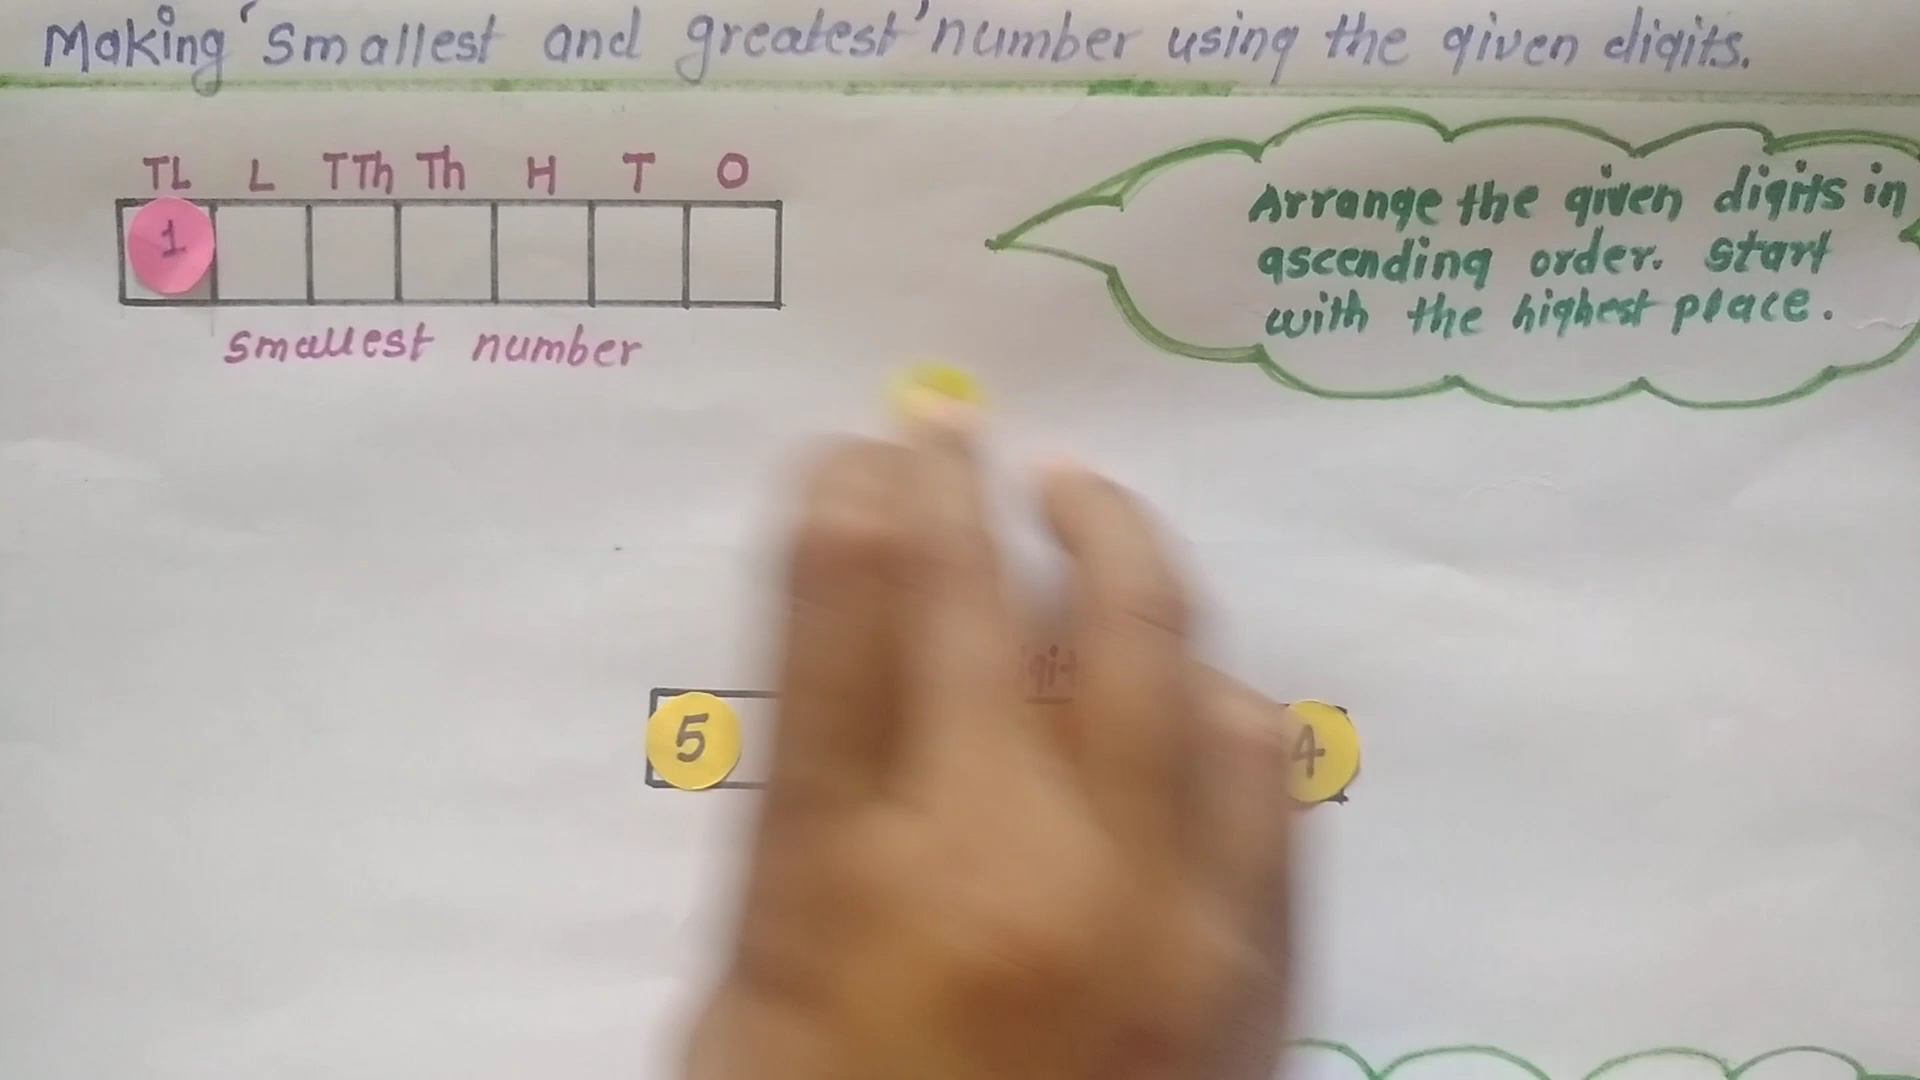 Making 'smallest and greatest' number using the given digits.
TL L TTh Th H T O
1
smallest number
Arrange the given digits in
ascending order. start
with the highest place.
5 4